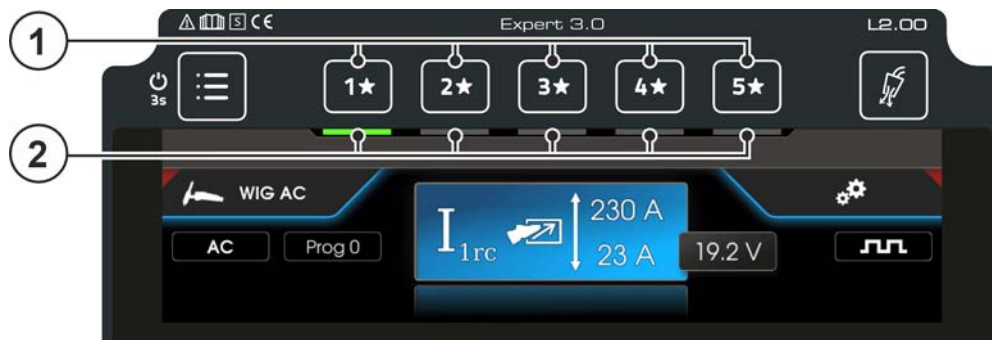 Expert 3.0 L2.00
S CE
1
3s 1★ 2★ 3★ 4★ 5★
2
WIG AC
AC Prog 0 I1rc 230 A
23 A 19.2 V